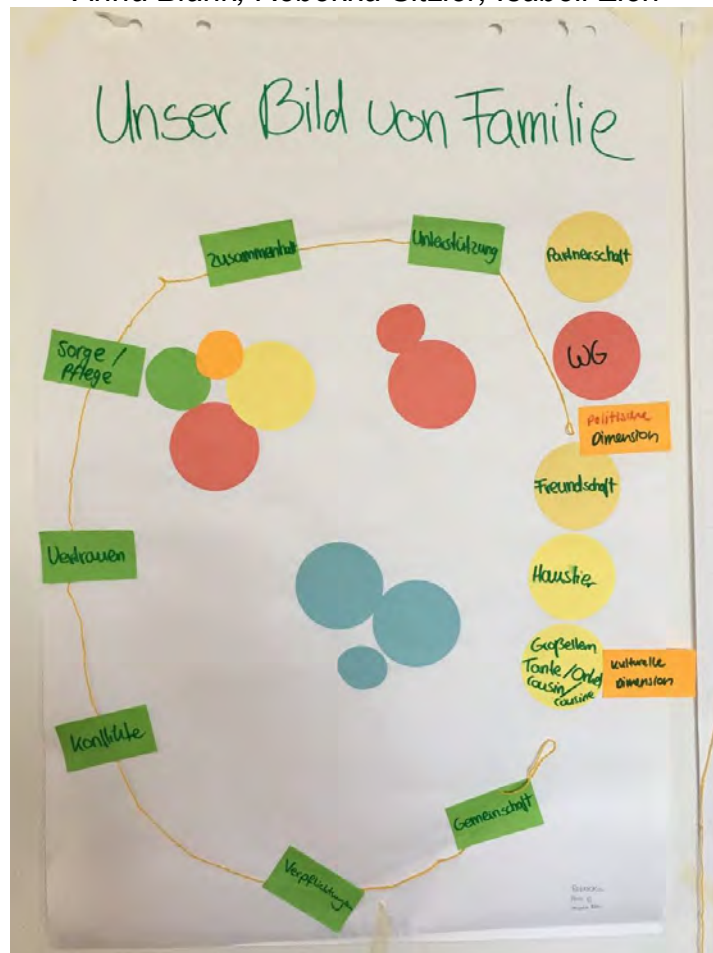 Unser Bild von Familie
Zusammenhalt
Unterstützung
Partnerschaft
Sorge /
Pflege
WG
politische
Dimension
Freundschaft
Vertrauen
Haustier
Großeltern
Tante/Onkel
cousin/
cousine
kulturelle
Dimension
Konflikte
Gemeinschaft
Verpflichtungen